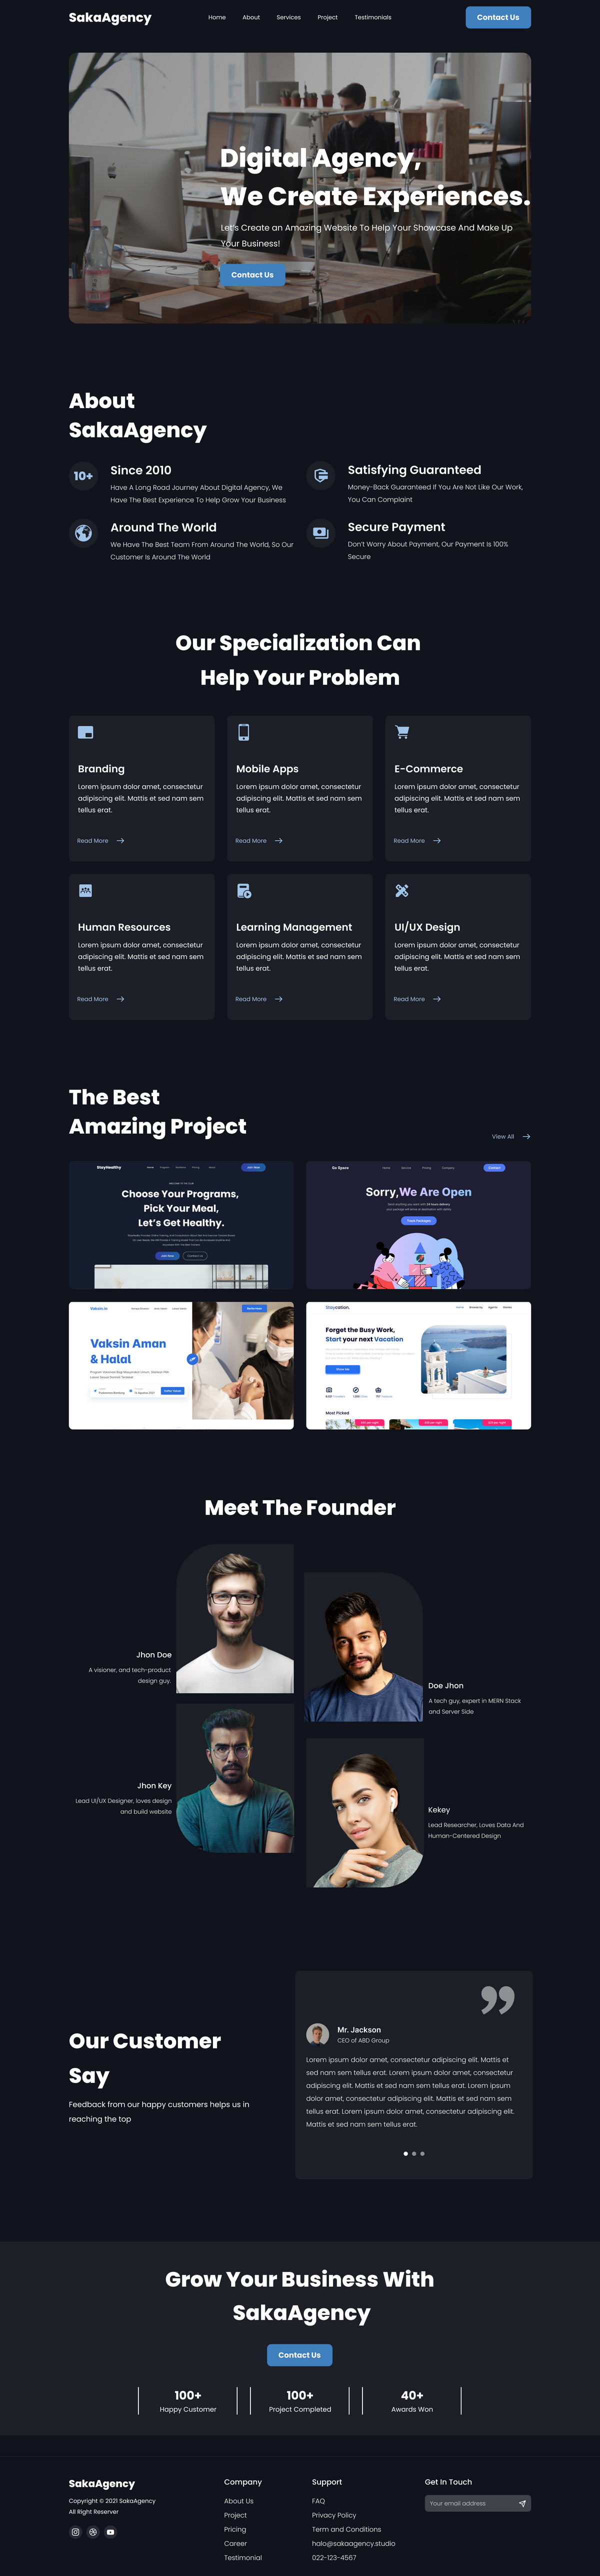 SakaAgency
Home About Services Project Testimonials
Contact Us
Digital Agency,
We Create Experiences.
Let's Create an Amazing Website To Help Your Showcase And Make Up
Your Business!
Contact Us
About
SakaAgency
10+
Since 2010
Have A Long Road Journey About Digital Agency, We
Have The Best Experience To Help Grow Your Business
Satisfying Guaranteed
Money-Back Guaranteed If You Are Not Like Our Work,
You Can Complaint
Around The World
We Have The Best Team From Around The World, So Our
Customer Is Around The World
Secure Payment
Don't Worry About Payment, Our Payment Is 100%
Secure
Our Specialization Can
Help Your Problem
Branding
Lorem ipsum dolor amet, consectetur
adipiscing elit. Mattis et sed nam sem
tellus erat.
Read More
Mobile Apps
Lorem ipsum dolor amet, consectetur
adipiscing elit. Mattis et sed nam sem
tellus erat.
Read More
E-Commerce
Lorem ipsum dolor amet, consectetur
adipiscing elit. Mattis et sed nam sem
tellus erat.
Read More
Human Resources
Lorem ipsum dolor amet, consectetur
adipiscing elit. Mattis et sed nam sem
tellus erat.
Read More
Learning Management
Lorem ipsum dolor amet, consectetur
adipiscing elit. Mattis et sed nam sem
tellus erat.
Read More
UI/UX Design
Lorem ipsum dolor amet, consectetur
adipiscing elit. Mattis et sed nam sem
tellus erat.
Read More
The Best
Amazing Project
View All
StayHealthy
Choose Your Programs,
Pick Your Meal,
Let's Get Healthy.
Go Space
Sorry, We Are Open
Vaksin.in
Vaksin Aman
& Halal
Staycation.
Forget the Busy Work,
Start your next Vacation
Most Picked
Meet The Founder
Jhon Doe
A visioner, and tech-product
design guy.
Doe Jhon
A tech guy, expert in MERN Stack
and Server Side
Jhon Key
Lead UI/UX Designer, loves design
and build website
Kekey
Lead Researcher, Loves Data And
Human-Centered Design
Our Customer
Say
Feedback from our happy customers helps us in
reaching the top
Mr. Jackson
CEO of ABD Group
Lorem ipsum dolor amet, consectetur adipiscing elit. Mattis et
sed nam sem tellus erat. Lorem ipsum dolor amet, consectetur
adipiscing elit. Mattis et sed nam sem tellus erat. Lorem ipsum
dolor amet, consectetur adipiscing elit. Mattis et sed nam sem
tellus erat. Lorem ipsum dolor amet, consectetur adipiscing elit.
Mattis et sed nam sem tellus erat.
Grow Your Business With
SakaAgency
Contact Us
100+
Happy Customer
100+
Project Completed
40+
Awards Won
SakaAgency
Copyright © 2021 SakaAgency
All Right Reserver
Company
About Us
Project
Pricing
Career
Testimonial
Support
FAQ
Privacy Policy
Term and Conditions
halo@sakaagency.studio
022-123-4567
Get In Touch
Your email address